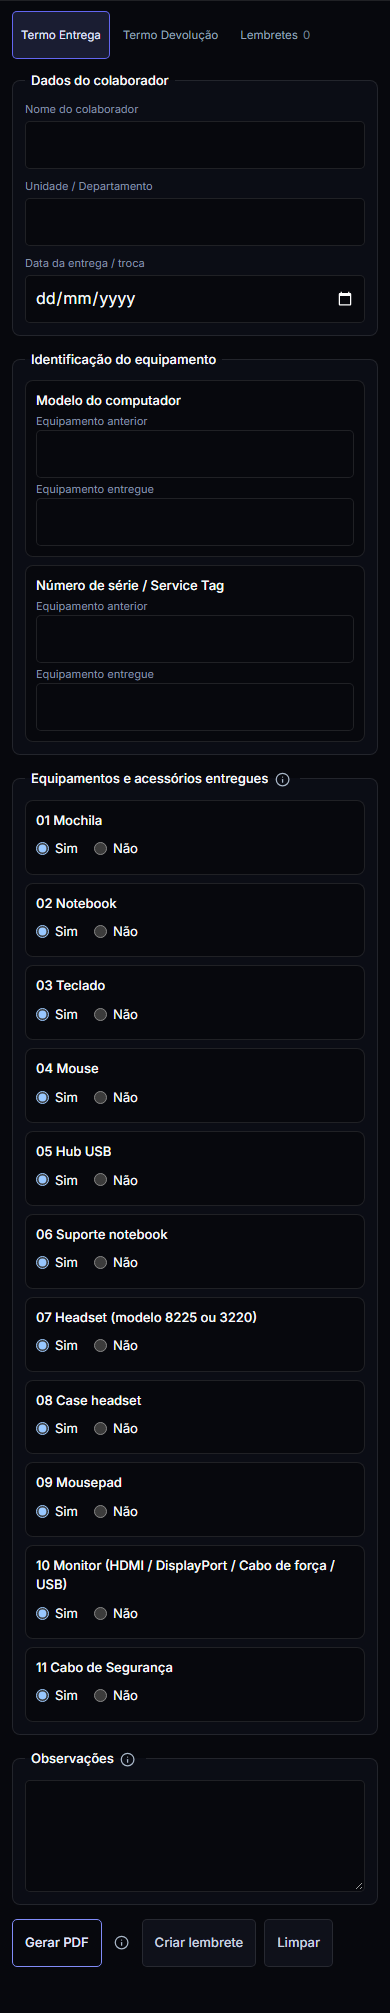 Termo Entrega Termo Devolução Lembretes 0
Dados do colaborador
Nome do colaborador
Unidade / Departamento
Data da entrega / troca
dd/mm/yyyy
Identificação do equipamento
Modelo do computador
Equipamento anterior
Equipamento entregue
Número de série / Service Tag
Equipamento anterior
Equipamento entregue
Equipamentos e acessórios entregues
01 Mochila
Sim Não
02 Notebook
Sim Não
03 Teclado
Sim Não
04 Mouse
Sim Não
05 Hub USB
Sim Não
06 Suporte notebook
Sim Não
07 Headset (modelo 8225 ou 3220)
Sim Não
08 Case headset
Sim Não
09 Mousepad
Sim Não
10 Monitor (HDMI / DisplayPort / Cabo de força /
USB)
Sim Não
11 Cabo de Segurança
Sim Não
Observações
Gerar PDF Criar lembrete Limpar